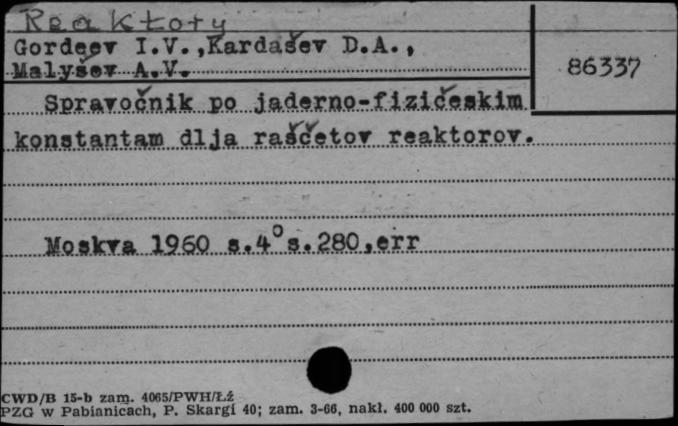 Reaktory
Gordeev I.V.,Kardašev D.A.,
Malyšev A.V.
86337
Spravočnik po jaderno-fizičeskim
konstantam dlja rasčetov reaktorov.
Moskva 1960 s.4° s.280,err
CWD/B 15-b zam. 4065/PWH/Łź
PZG w Pabianicach, P. Skargi 40; zam. 3-66, nakł. 400 000 szt.